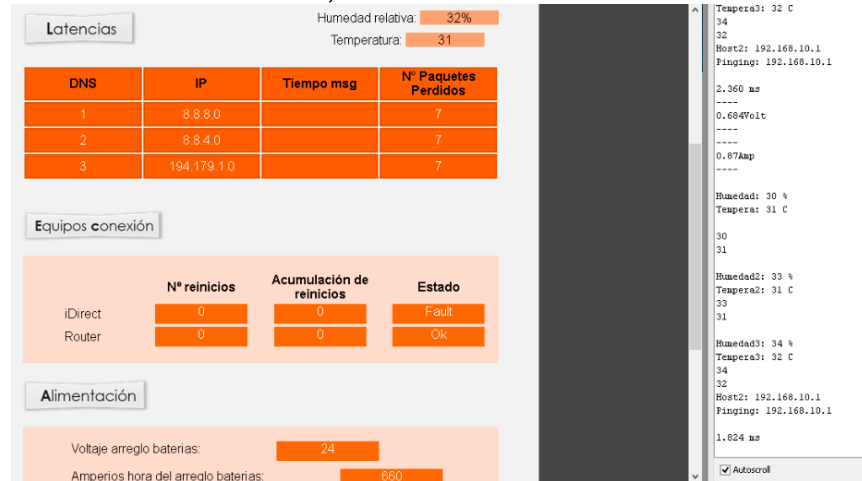 Latencias
Humedad relativa: 32%
Temperatura: 31
DNS IP Tiempo msg Nº Paquetes Perdidos
1 8.8.8.0 7
2 8.8.4.0 7
3 194.179.1.0 7
Equipos conexión
Nº reinicios Acumulación de reinicios Estado
iDirect 0 0 Fault
Router 0 0 Ok
Alimentación
Voltaje arreglo baterias: 24
Amperios hora del arreglo baterias: 660
Tempera3: 32 C
34
32
Host2: 192.168.10.1
Pinging: 192.168.10.1
2.360 ms
----
0.684Volt
----
----
0.87Amp
----
Humedad: 30 %
Tempera: 31 C
30
31
Humedad2: 33 %
Tempera2: 31 C
33
31
Humedad3: 34 %
Tempera3: 32 C
34
32
Host2: 192.168.10.1
Pinging: 192.168.10.1
1.824 ms
Autoscroll